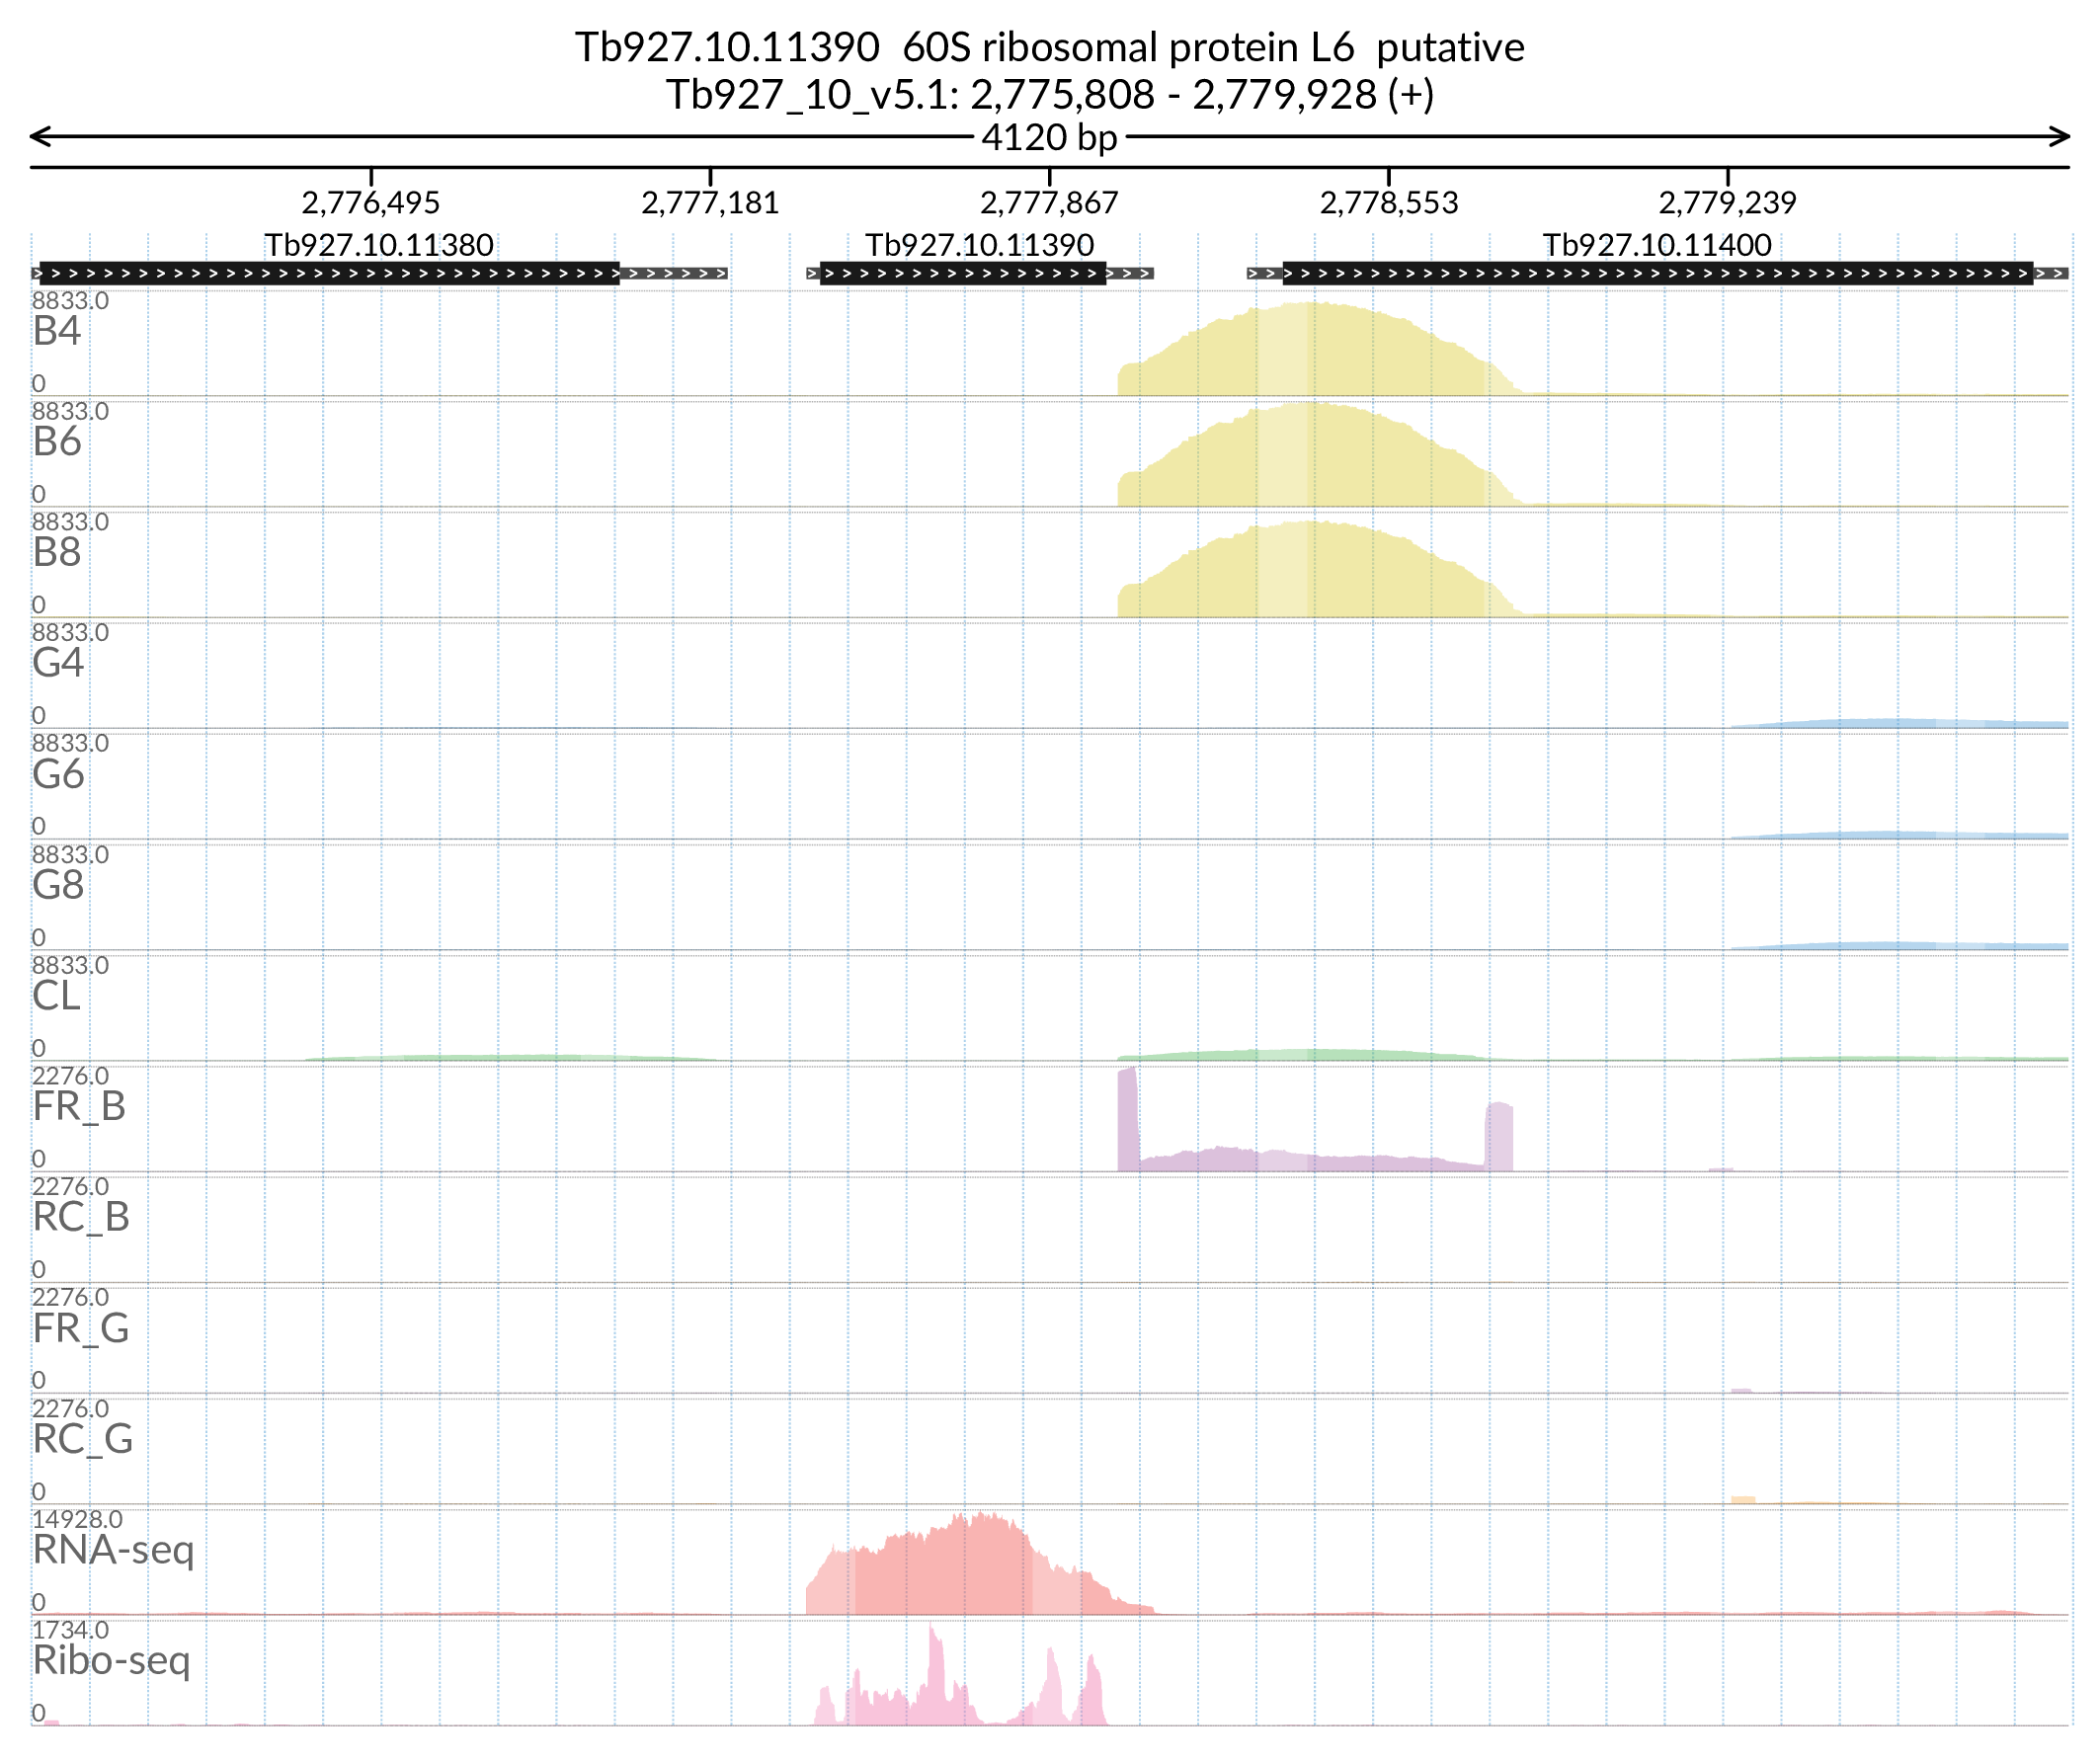 Tb927.10.11390  60S ribosomal protein L6  putative
Tb927_10_v5.1: 2,775,808 - 2,779,928 (+)
4120 bp
2,776,495 2,777,181 2,777,867 2,778,553 2,779,239
Tb927.10.11380 Tb927.10.11390 Tb927.10.11400
8833.0
B4
0
8833.0
B6
0
8833.0
B8
0
8833.0
G4
0
8833.0
G6
0
8833.0
G8
0
8833.0
CL
0
2276.0
FR_B
0
2276.0
RC_B
0
2276.0
FR_G
0
2276.0
RC_G
0
14928.0
RNA-seq
0
1734.0
Ribo-seq
0